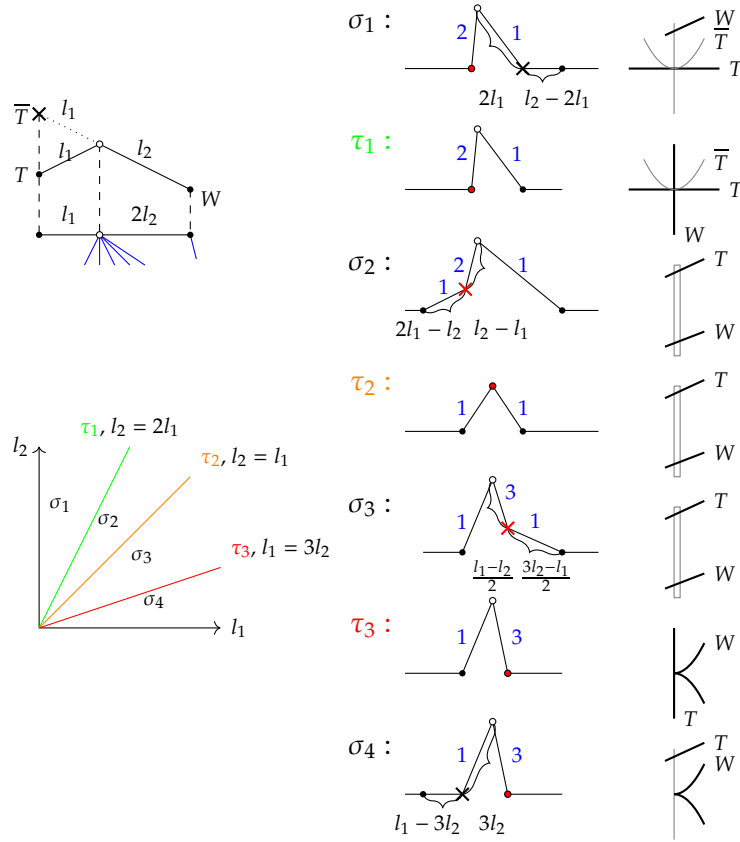 σ₁ :
2
1
2l₁
l₂ − 2l₁
W
T̅
T
T̅
l₁
l₁
l₂
T
W
l₁
2l₂
τ₁ :
2
1
T̅
T
W
σ₂ :
2
1
1
2l₁ − l₂
l₂ − l₁
T
W
τ₂ :
1
1
T
W
l₂
τ₁, l₂ = 2l₁
τ₂, l₂ = l₁
σ₁
σ₂
σ₃
τ₃, l₁ = 3l₂
σ₄
l₁
σ₃ :
1
3
1
(l₁−l₂)/2
(3l₂−l₁)/2
T
W
τ₃ :
1
3
W
T
σ₄ :
1
3
l₁ − 3l₂
3l₂
T
W